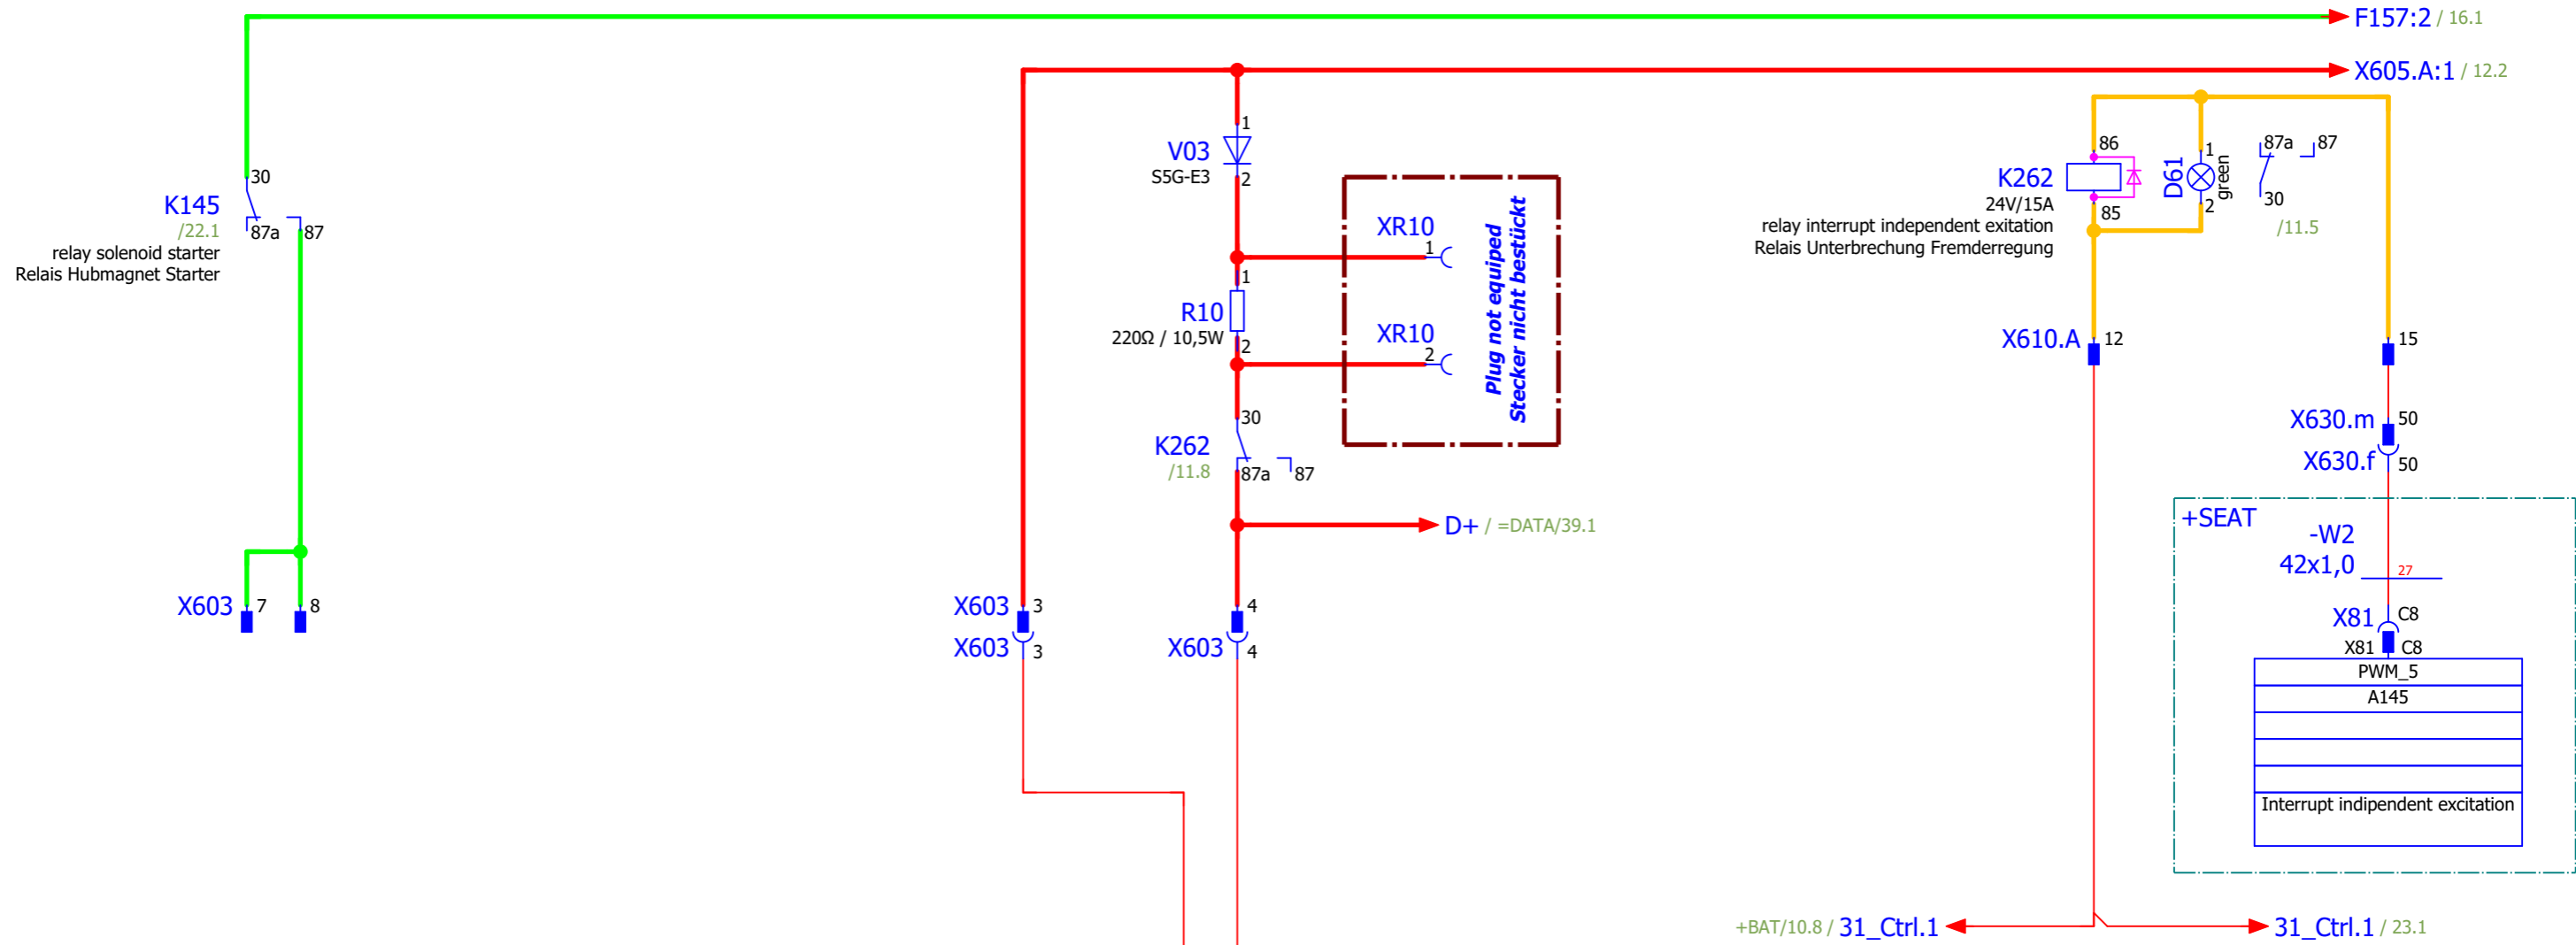 F157:2 / 16.1
X605.A:1 / 12.2
30
K145
/22.1
87a
87
relay solenoid starter
Relais Hubmagnet Starter
X603
7
8
1
V03
S5G-E3
2
XR10
1
1
R10
220Ω / 10,5W
2
XR10
2
Plug not equiped
Stecker nicht bestückt
30
K262
/11.8
87a
87
D+ / =DATA/39.1
X603
3
X603
3
4
X603
4
86
K262
24V/15A
85
relay interrupt independent exitation
Relais Unterbrechung Fremderregung
D61
1
green
2
87a
87
30
/11.5
X610.A
12
15
X630.m
50
X630.f
50
+SEAT
-W2
42x1,0
27
X81
C8
X81
C8
PWM_5
A145
Interrupt indipendent excitation
+BAT/10.8 / 31_Ctrl.1
31_Ctrl.1 / 23.1